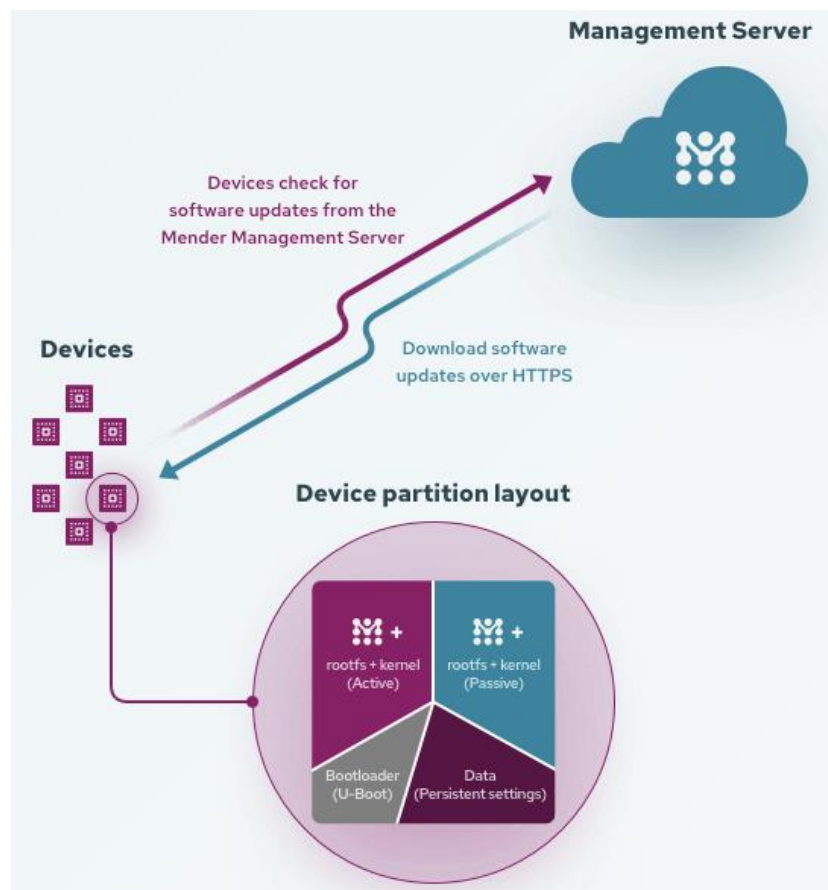 Management Server
Devices check for
software updates from the
Mender Management Server
Devices
Download software
updates over HTTPS
Device partition layout
+
+
rootfs + kernel
(Active)
rootfs + kernel
(Passive)
Bootloader
(U-Boot)
Data
(Persistent settings)